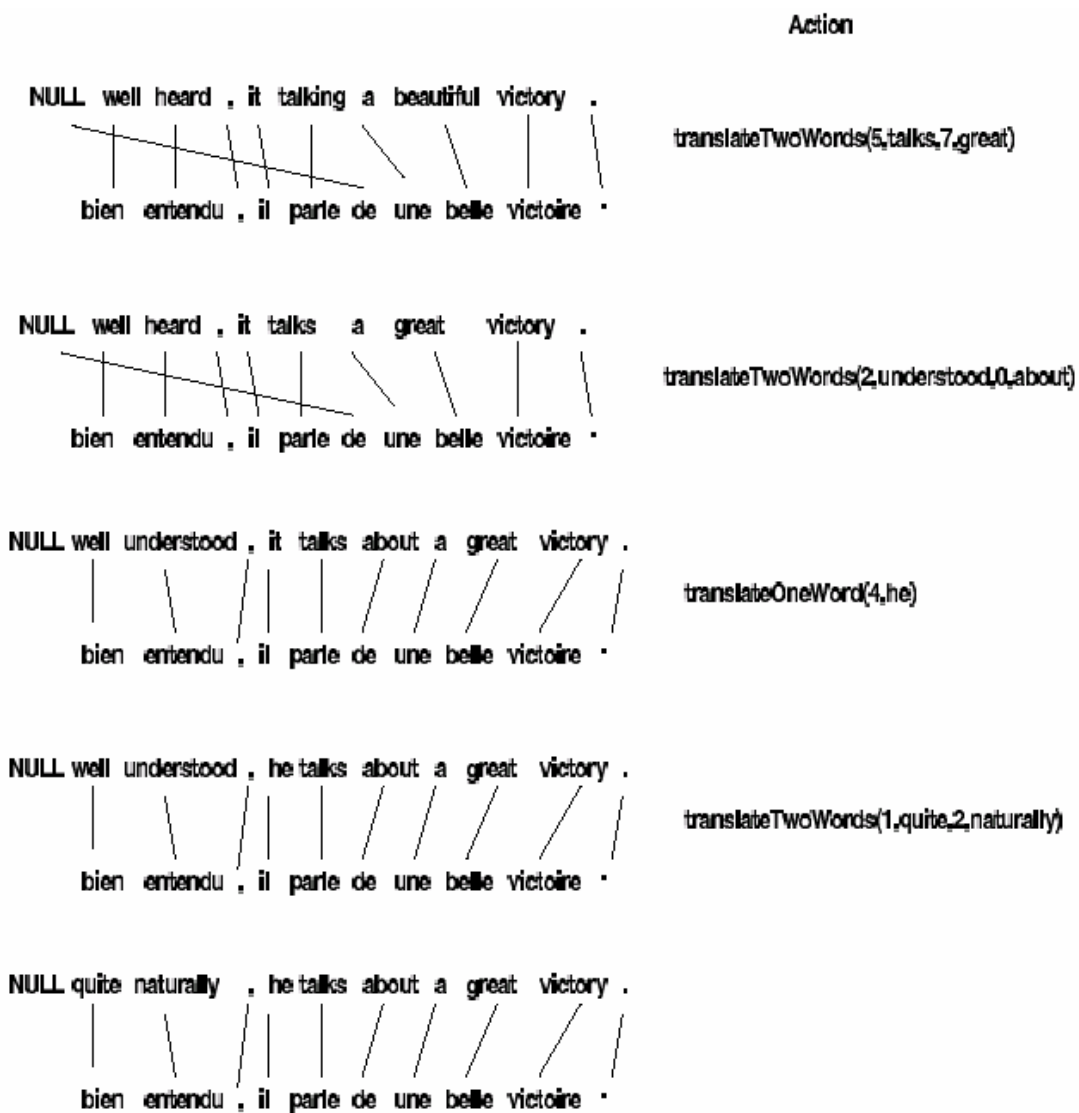 Action
NULL well heard , it talking a beautiful victory .
translateTwoWords(5,talks,7,great)
bien entendu , il parle de une belle victoire .
NULL well heard , it talks a great victory .
translateTwoWords(2,understood,0,about)
bien entendu , il parle de une belle victoire .
NULL well understood , it talks about a great victory .
translateOneWord(4,he)
bien entendu , il parle de une belle victoire .
NULL well understood , he talks about a great victory .
translateTwoWords(1,quite,2,naturally)
bien entendu , il parle de une belle victoire .
NULL quite naturally , he talks about a great victory .
bien entendu , il parle de une belle victoire .